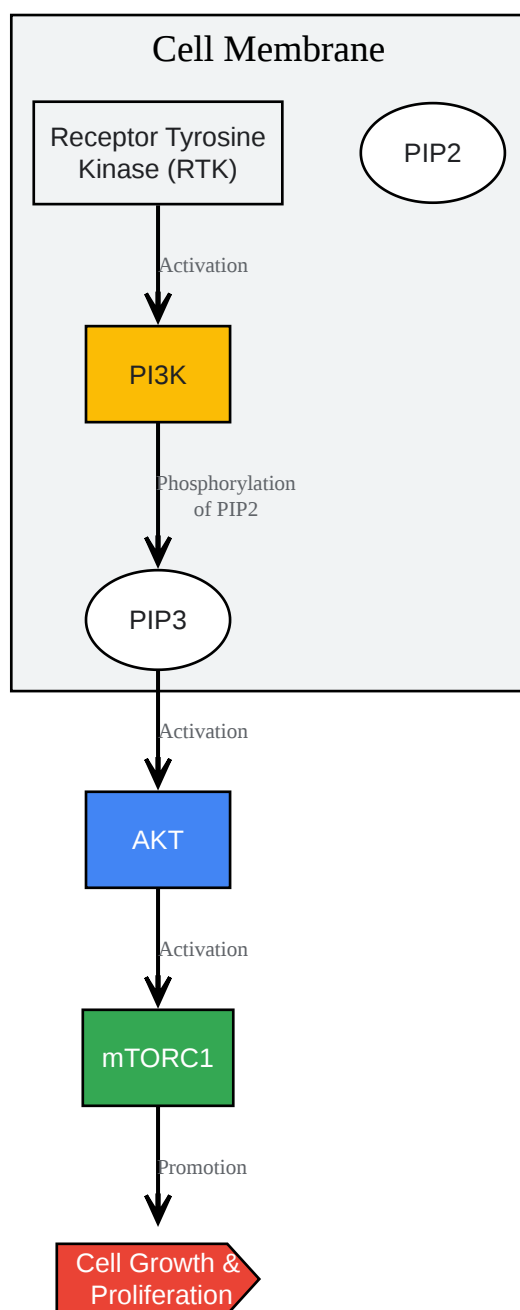 Cell Membrane
Receptor Tyrosine
Kinase (RTK)
PIP2
Activation
PI3K
Phosphorylation
of PIP2
PIP3
Activation
AKT
Activation
mTORC1
Promotion
Cell Growth &
Proliferation